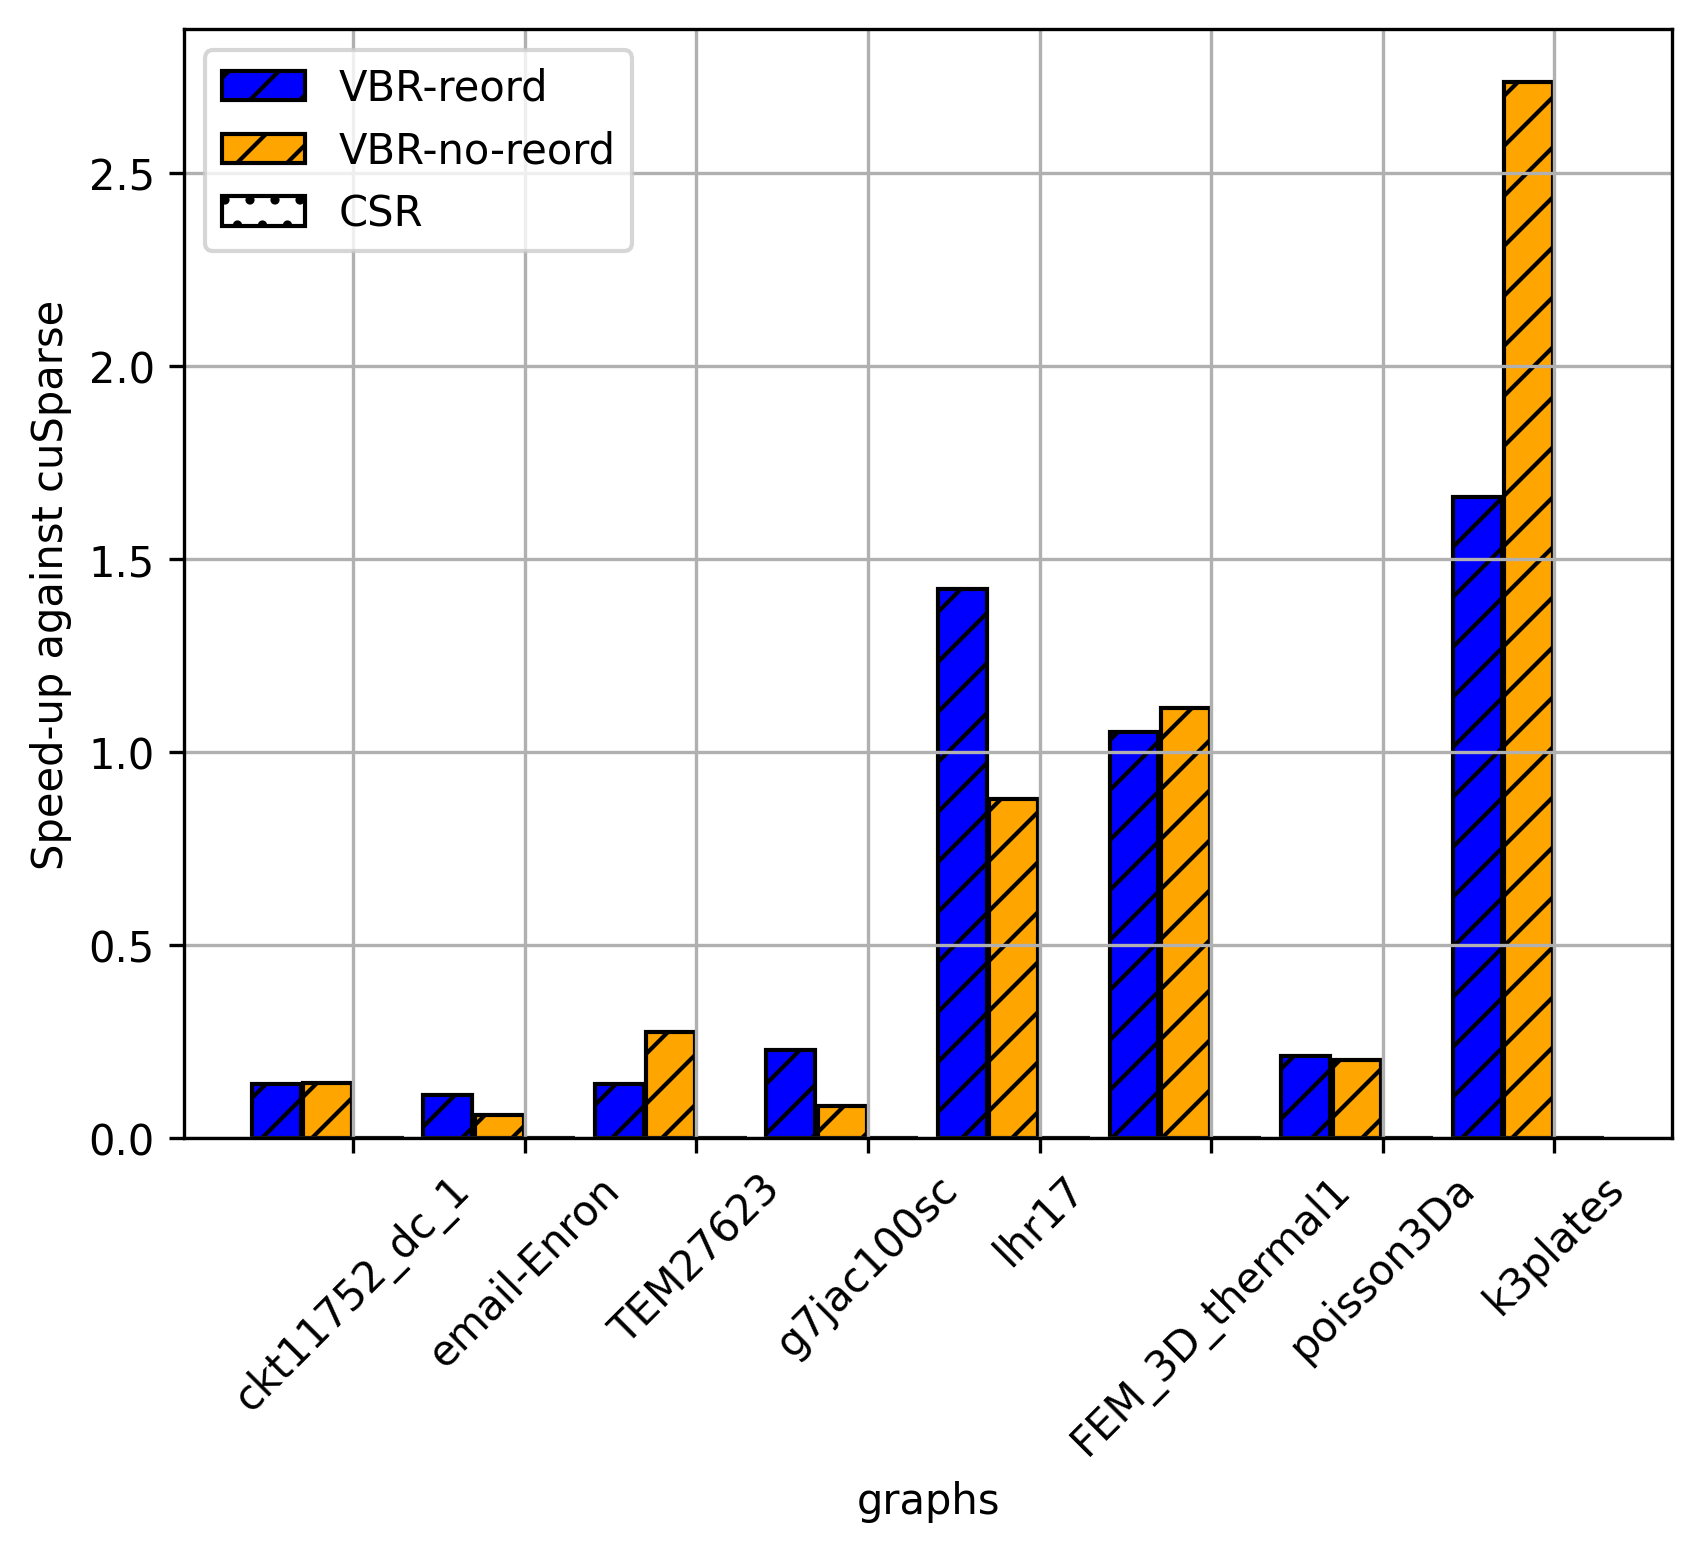 VBR-reord
VBR-no-reord
CSR
Speed-up against cuSparse
2.5
2.0
1.5
1.0
0.5
0.0
ckt11752_dc_1
email-Enron
TEM27623
g7jac100sc
lhr17
FEM_3D_thermal1
poisson3Da
k3plates
graphs